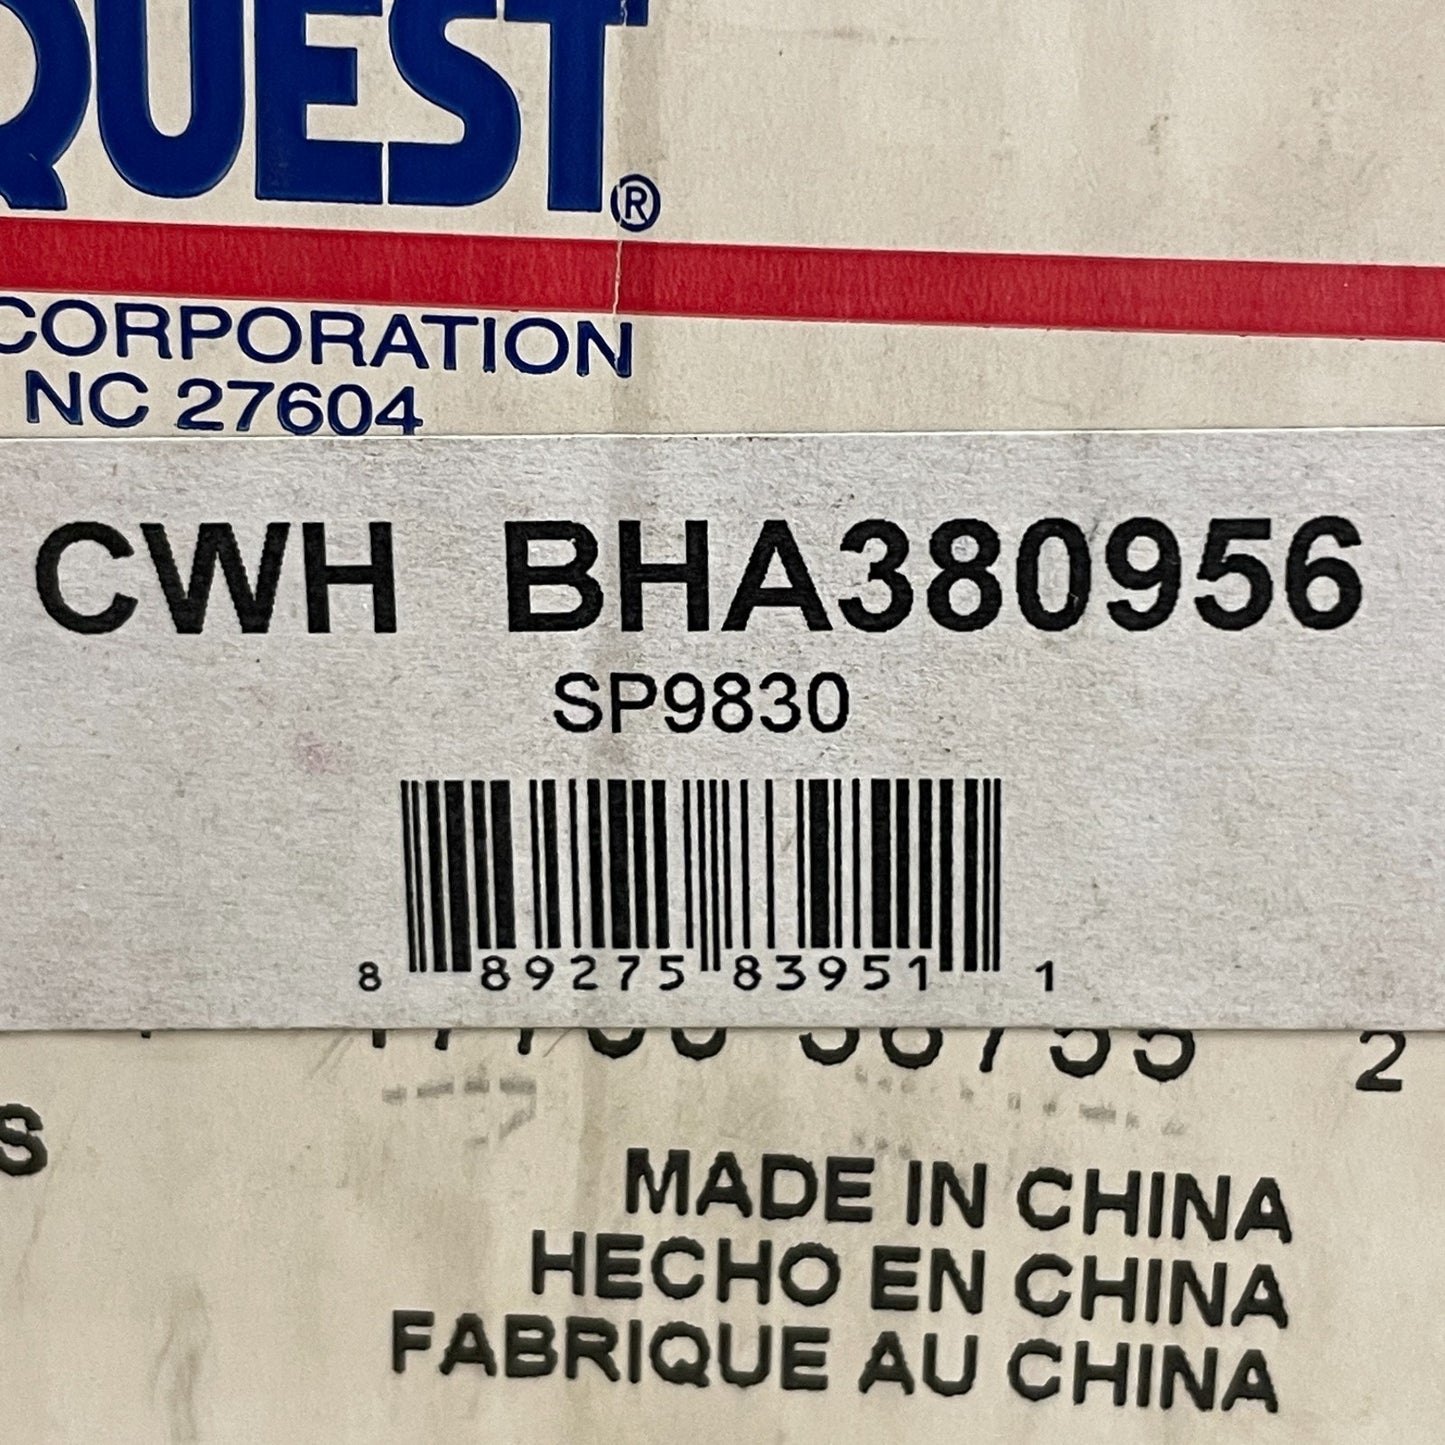 QUEST®
CORPORATION
NC 27604
CWH BHA380956
SP9830
8 89275 83951 1
2
S
MADE IN CHINA
HECHO EN CHINA
FABRIQUE AU CHINA